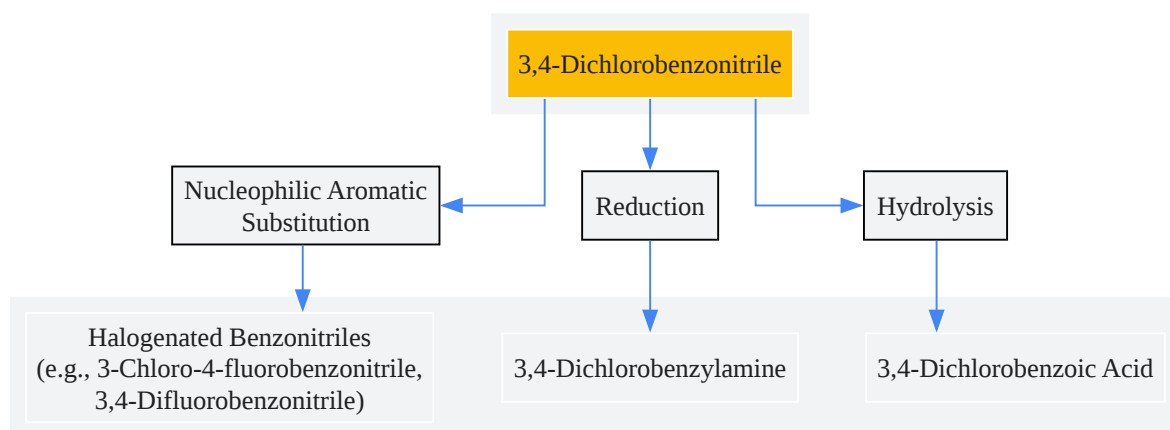 3,4-Dichlorobenzonitrile
Nucleophilic Aromatic
Substitution
Reduction
Hydrolysis
Halogenated Benzonitriles
(e.g., 3-Chloro-4-fluorobenzonitrile,
3,4-Difluorobenzonitrile)
3,4-Dichlorobenzylamine
3,4-Dichlorobenzoic Acid